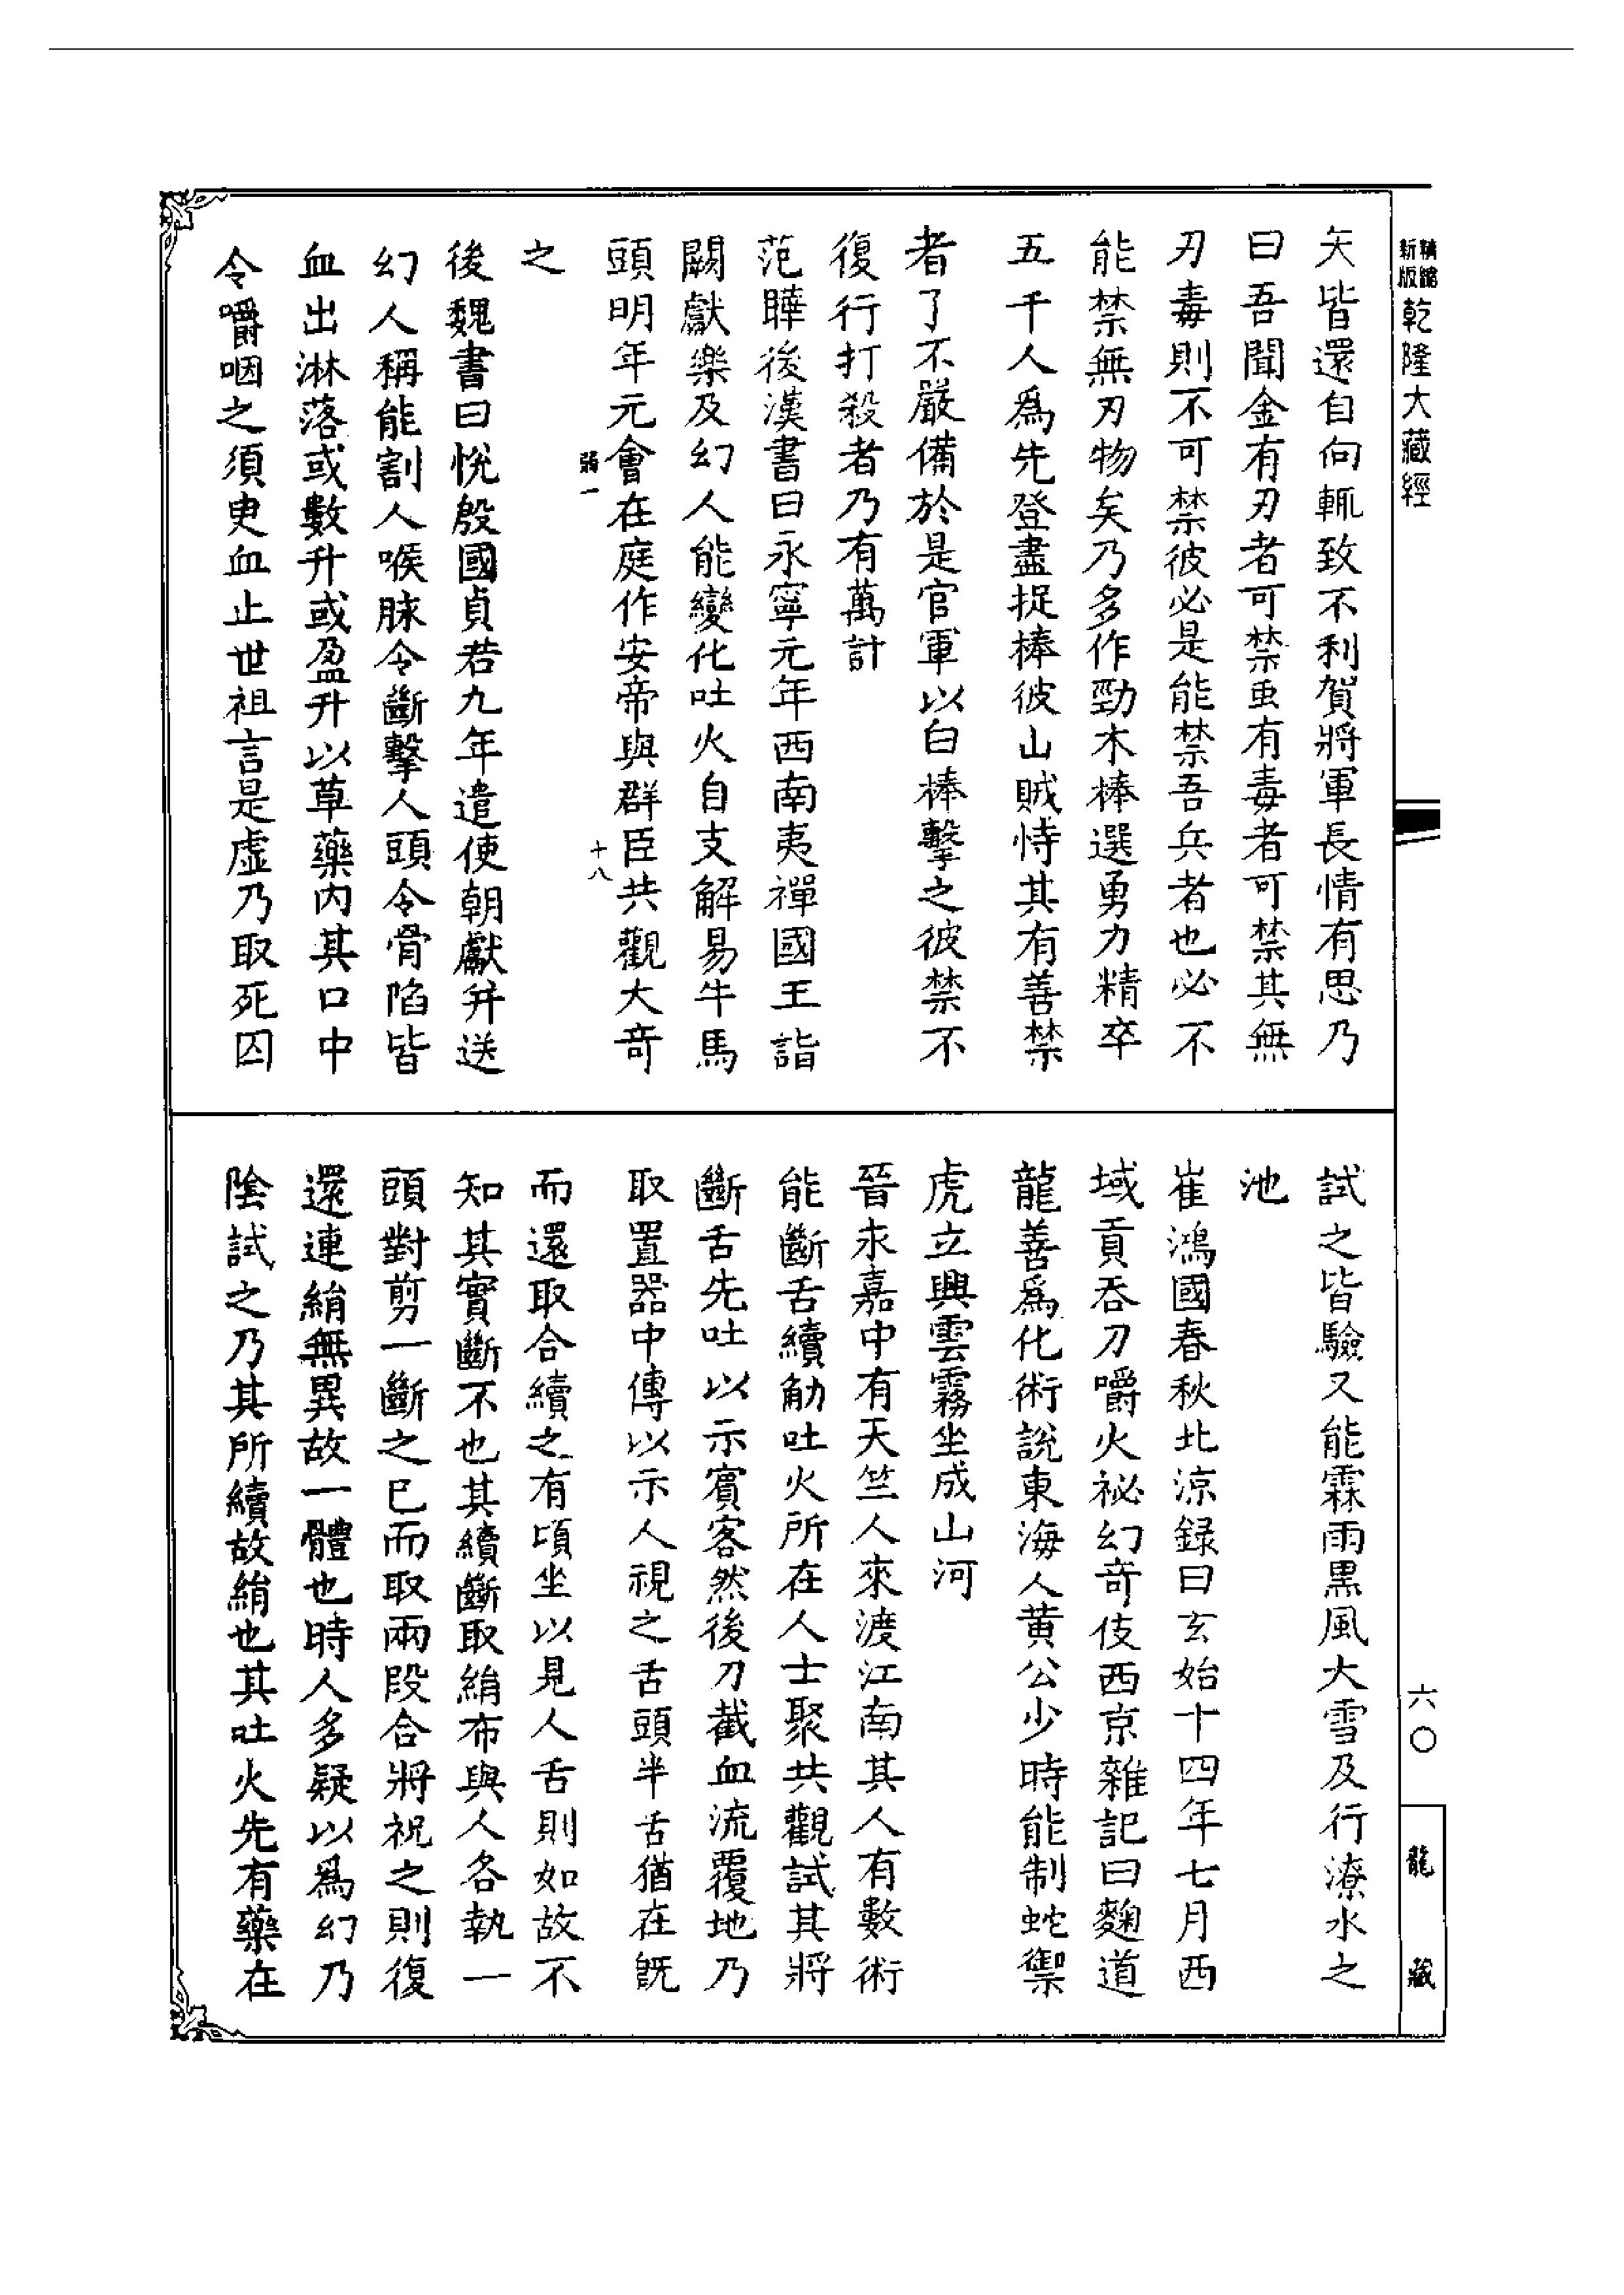 精縮新版乾隆大藏經
矢皆還自向輒致不利賀將軍長情有思乃
曰吾聞金有刃者可禁虫有毒者可禁其無
刃毒則不可禁彼必是能禁吾兵者也必不
能禁無刃物矣乃多作勁木棒選勇力精卒
五千人爲先登盡捉棒彼山賊恃其有善禁
者了不嚴備於是官軍以白棒擊之彼禁不
復行打殺者乃有萬計
范曄後漢書曰永寧元年西南夷禪國王詣
闕獻樂及幻人能變化吐火自支解易牛馬
頭明年元會在庭作安帝與群臣共觀大奇
弱一
十八
之
後魏書曰悅般國貞若九年遣使朝獻并送
幻人稱能割人喉脉令斷擊人頭令骨陷皆
血出淋落或數升或盈升以草藥內其口中
令嚼咽之須臾血止世祖言是虛乃取死囚
試之皆驗又能霖雨黒風大雪及行潦水之
池
崔鴻國春秋北涼録曰玄始十四年七月西
域貢吞刀嚼火祕幻奇伎西京雜記曰麴道
龍善爲化術說東海人黃公少時能制蛇禦
虎立興雲霧坐成山河
晉永嘉中有天竺人來渡江南其人有數術
能斷舌續觔吐火所在人士聚共觀試其將
斷舌先吐以示賓客然後刀截血流覆地乃
取置器中傳以示人視之舌頭半舌猶在旣
而還取合續之有頃坐以見人舌則如故不
知其實斷不也其續斷取絹布與人各執一
頭對剪一斷之已而取兩段合將祝之則復
還連絹無異故一體也時人多疑以爲幻乃
陰試之乃其所續故絹也其吐火先有藥在
六〇
龍藏